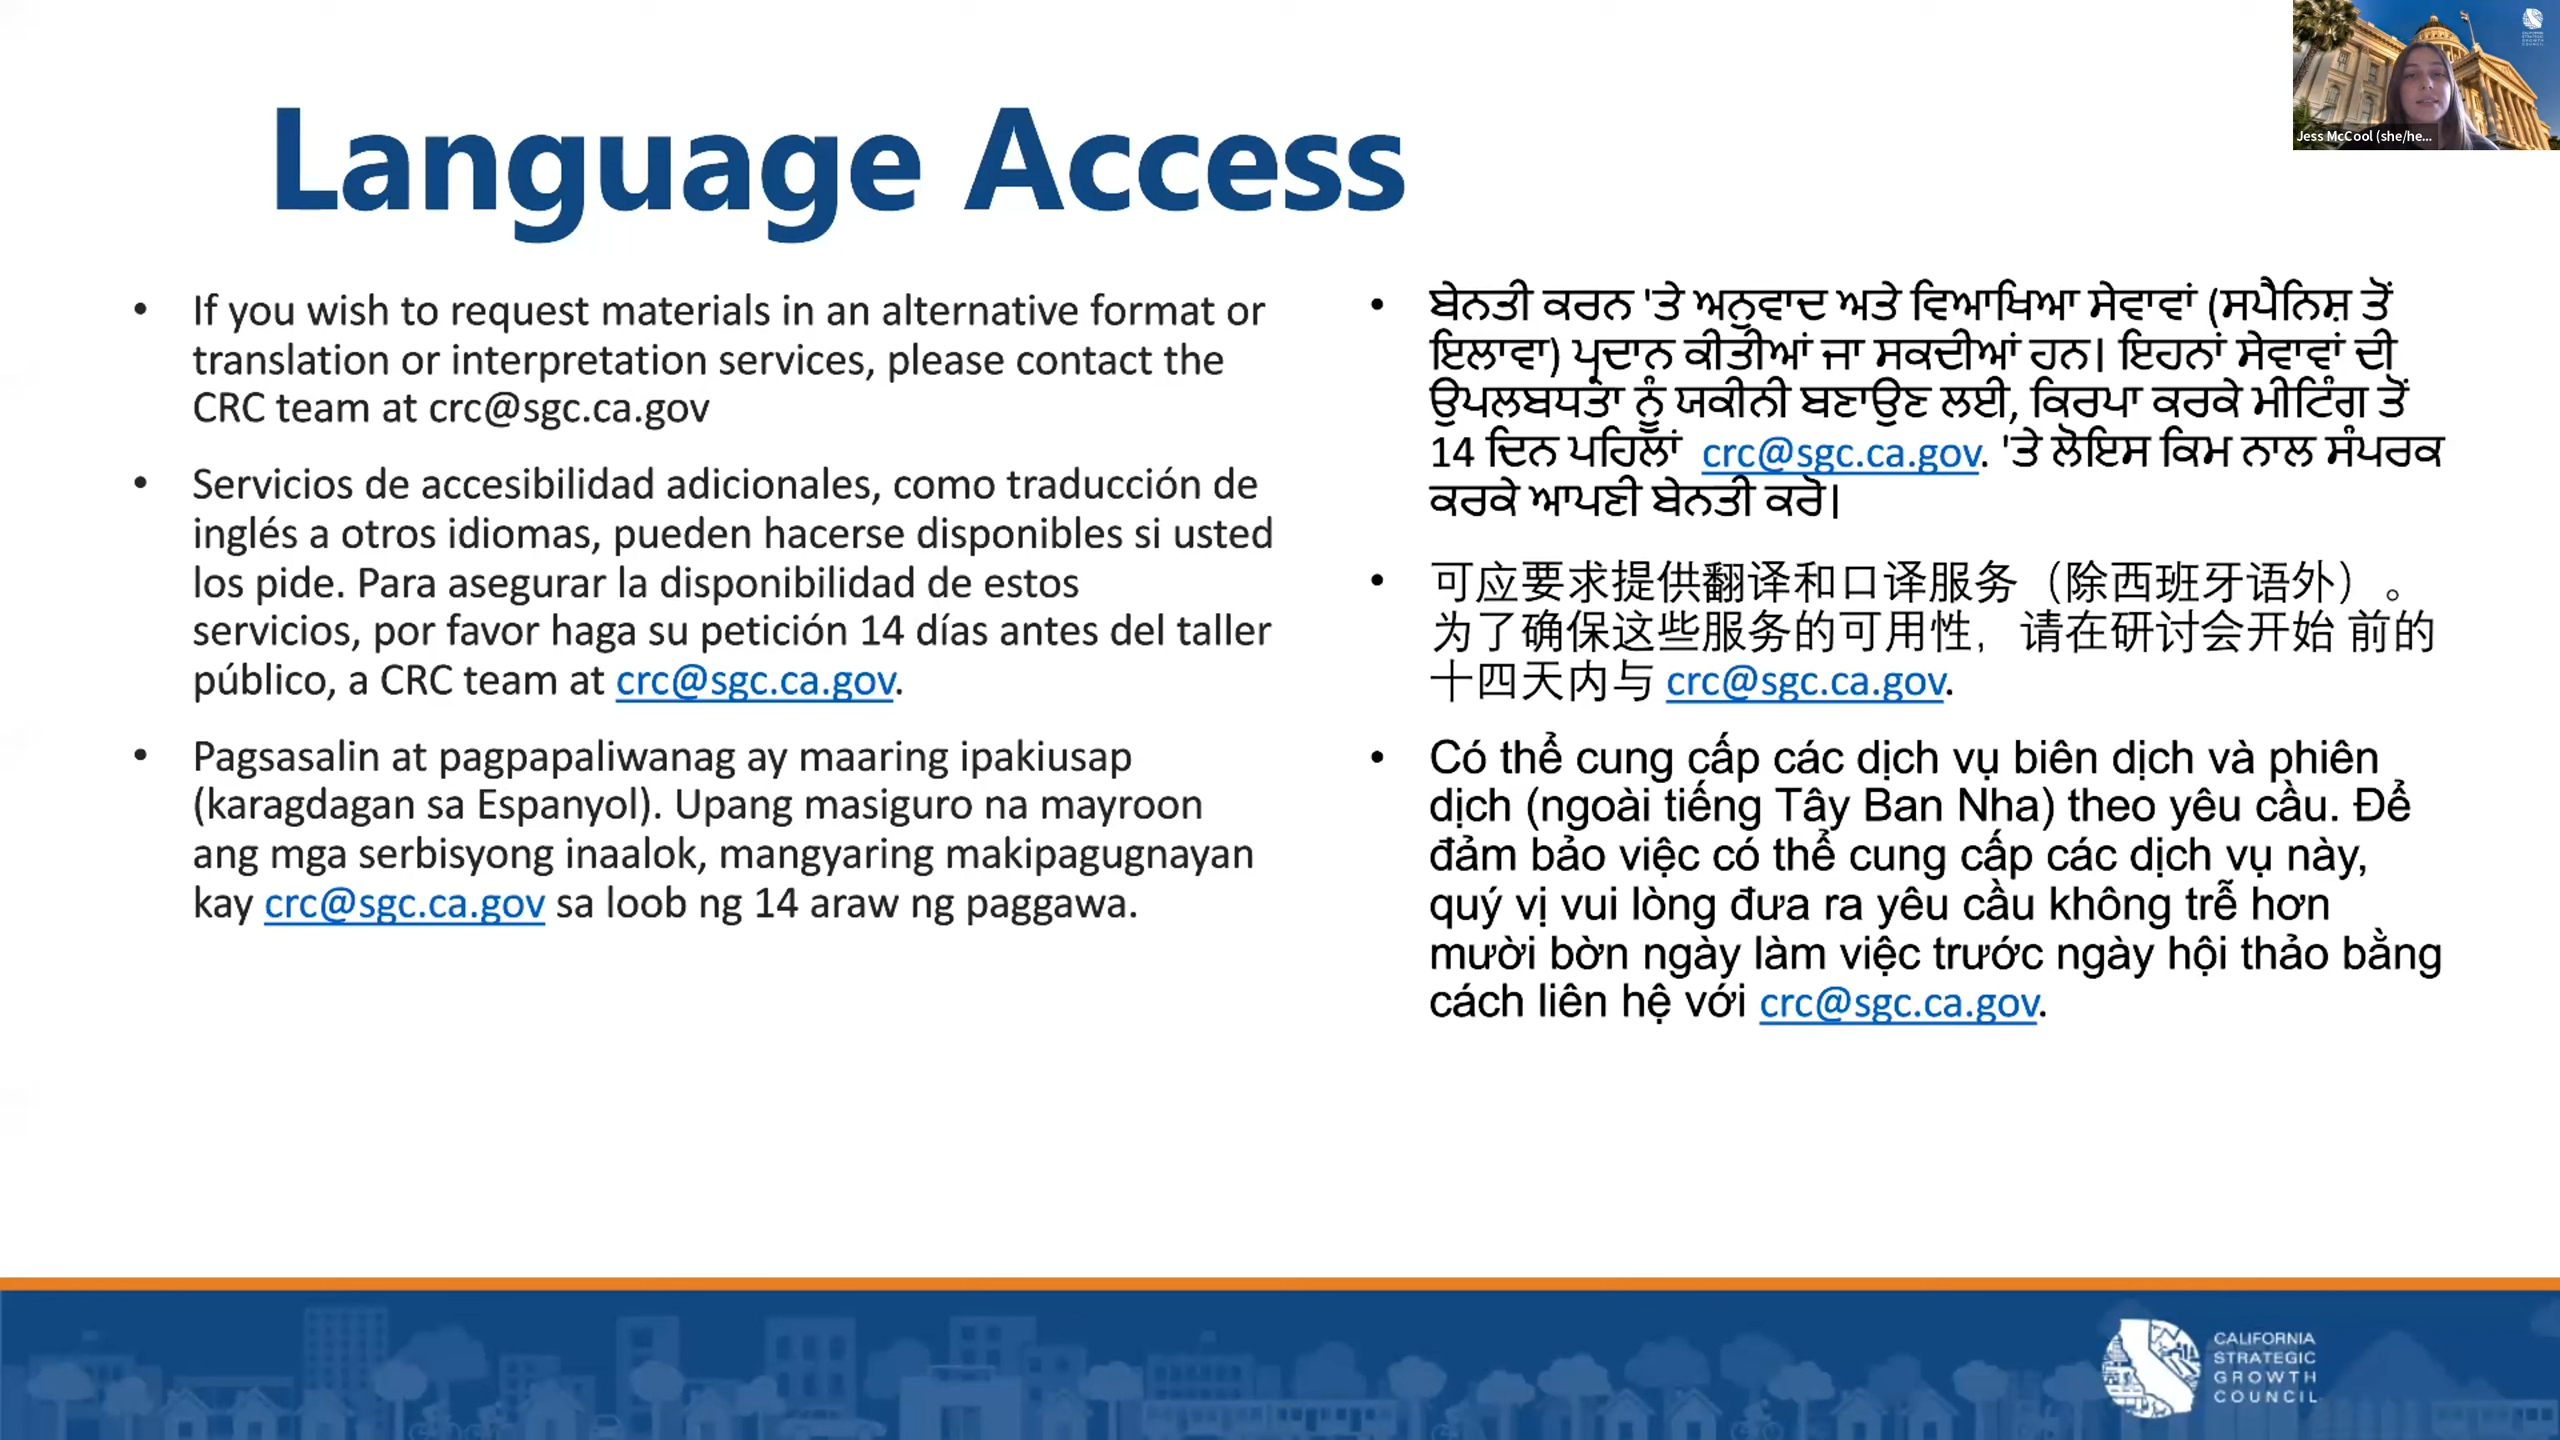 Language Access
• If you wish to request materials in an alternative format or
translation or interpretation services, please contact the
CRC team at crc@sgc.ca.gov
• Servicios de accesibilidad adicionales, como traducción de
inglés a otros idiomas, pueden hacerse disponibles si usted
los pide. Para asegurar la disponibilidad de estos
servicios, por favor haga su petición 14 días antes del taller
público, a CRC team at crc@sgc.ca.gov.
• Pagsasalin at pagpapaliwanag ay maaring ipakiusap
(karagdagan sa Espanyol). Upang masiguro na mayroon
ang mga serbisyong inaalok, mangyaring makipagugnayan
kay crc@sgc.ca.gov sa loob ng 14 araw ng paggawa.
• ਬੇਨਤੀ ਕਰਨ 'ਤੇ ਅਨੁਵਾਦ ਅਤੇ ਵਿਆਖਿਆ ਸੇਵਾਵਾਂ (ਸਪੈਨਿਸ਼ ਤੋਂ
ਇਲਾਵਾ) ਪ੍ਰਦਾਨ ਕੀਤੀਆਂ ਜਾ ਸਕਦੀਆਂ ਹਨ। ਇਹਨਾਂ ਸੇਵਾਵਾਂ ਦੀ
ਉਪਲਬਧਤਾ ਨੂੰ ਯਕੀਨੀ ਬਣਾਉਣ ਲਈ, ਕਿਰਪਾ ਕਰਕੇ ਮੀਟਿੰਗ ਤੋਂ
14 ਦਿਨ ਪਹਿਲਾਂ crc@sgc.ca.gov. 'ਤੇ ਲੋਇਸ ਕਿਮ ਨਾਲ ਸੰਪਰਕ
ਕਰਕੇ ਆਪਣੀ ਬੇਨਤੀ ਕਰੋ।
• 可应要求提供翻译和口译服务（除西班牙语外）。
为了确保这些服务的可用性，请在研讨会开始 前的
十四天内与 crc@sgc.ca.gov.
• Có thể cung cấp các dịch vụ biên dịch và phiên
dịch (ngoài tiếng Tây Ban Nha) theo yêu cầu. Để
đảm bảo việc có thể cung cấp các dịch vụ này,
quý vị vui lòng đưa ra yêu cầu không trễ hơn
mười bờn ngày làm việc trước ngày hội thảo bằng
cách liên hệ với crc@sgc.ca.gov.
Jess McCool (she/he...
CALIFORNIA
STRATEGIC
GROWTH
COUNCIL